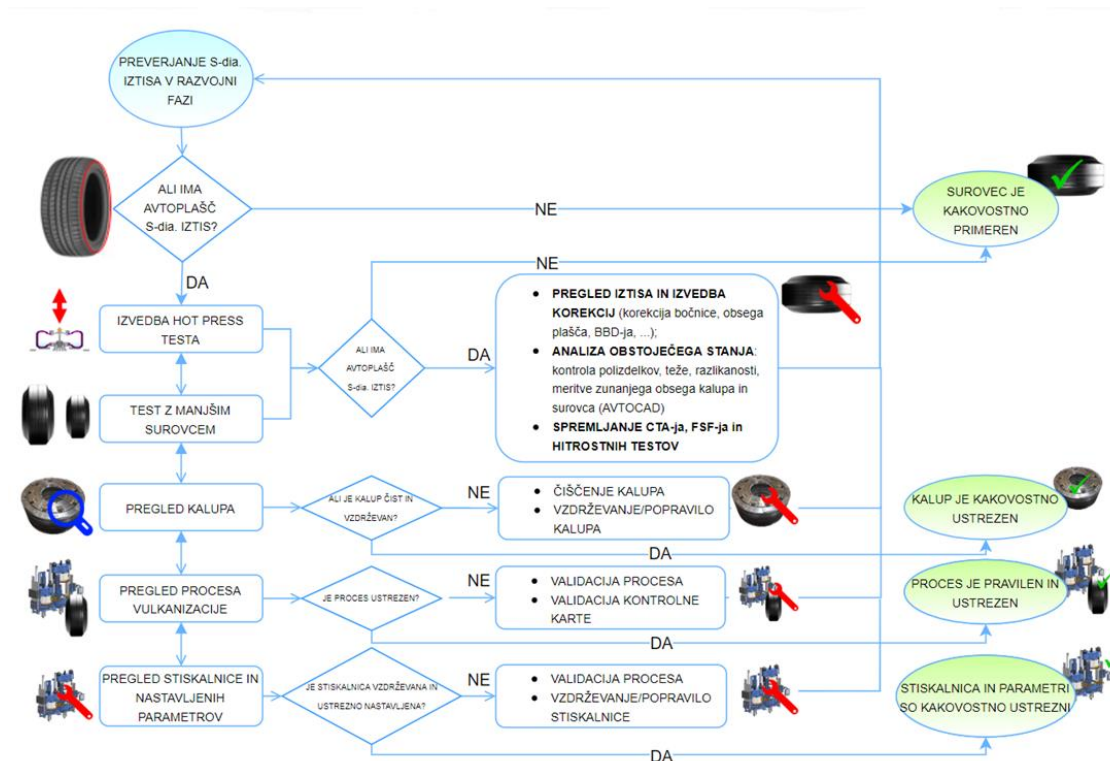 PREVERJANJE S-dia.
IZTISA V RAZVOJNI
FAZI
ALI IMA
AVTOPLAŠČ
S-dia. IZTIS?
NE
SUROVEC JE
KAKOVOSTNO
PRIMEREN
DA
IZVEDBA HOT PRESS
TESTA
TEST Z MANJŠIM
SUROVCEM
ALI IMA
AVTOPLAŠČ
S-dia. IZTIS?
NE
DA
• PREGLED IZTISA IN IZVEDBA
KOREKCIJ (korekcija bočnice, obsega
plašča, BBD-ja, ...);
• ANALIZA OBSTOJEČEGA STANJA:
kontrola polizdelkov, teže, razlikanosti,
meritve zunanjega obsega kalupa in
surovca (AVTOCAD)
• SPREMLJANJE CTA-ja, FSF-ja in
HITROSTNIH TESTOV
PREGLED KALUPA
ALI JE KALUP ČIST IN
VZDRŽEVAN?
NE
• ČIŠČENJE KALUPA
• VZDRŽEVANJE/POPRAVILO
KALUPA
DA
KALUP JE KAKOVOSTNO
USTREZEN
PREGLED PROCESA
VULKANIZACIJE
JE PROCES USTREZEN?
NE
• VALIDACIJA PROCESA
• VALIDACIJA KONTROLNE
KARTE
DA
PROCES JE PRAVILEN IN
USTREZEN
PREGLED STISKALNICE IN
NASTAVLJENIH
PARAMETROV
JE STISKALNICA VZDRŽEVANA IN
USTREZNO NASTAVLJENA?
NE
• VALIDACIJA PROCESA
• VZDRŽEVANJE/POPRAVILO
STISKALNICE
DA
STISKALNICA IN PARAMETRI
SO KAKOVOSTNO USTREZNI